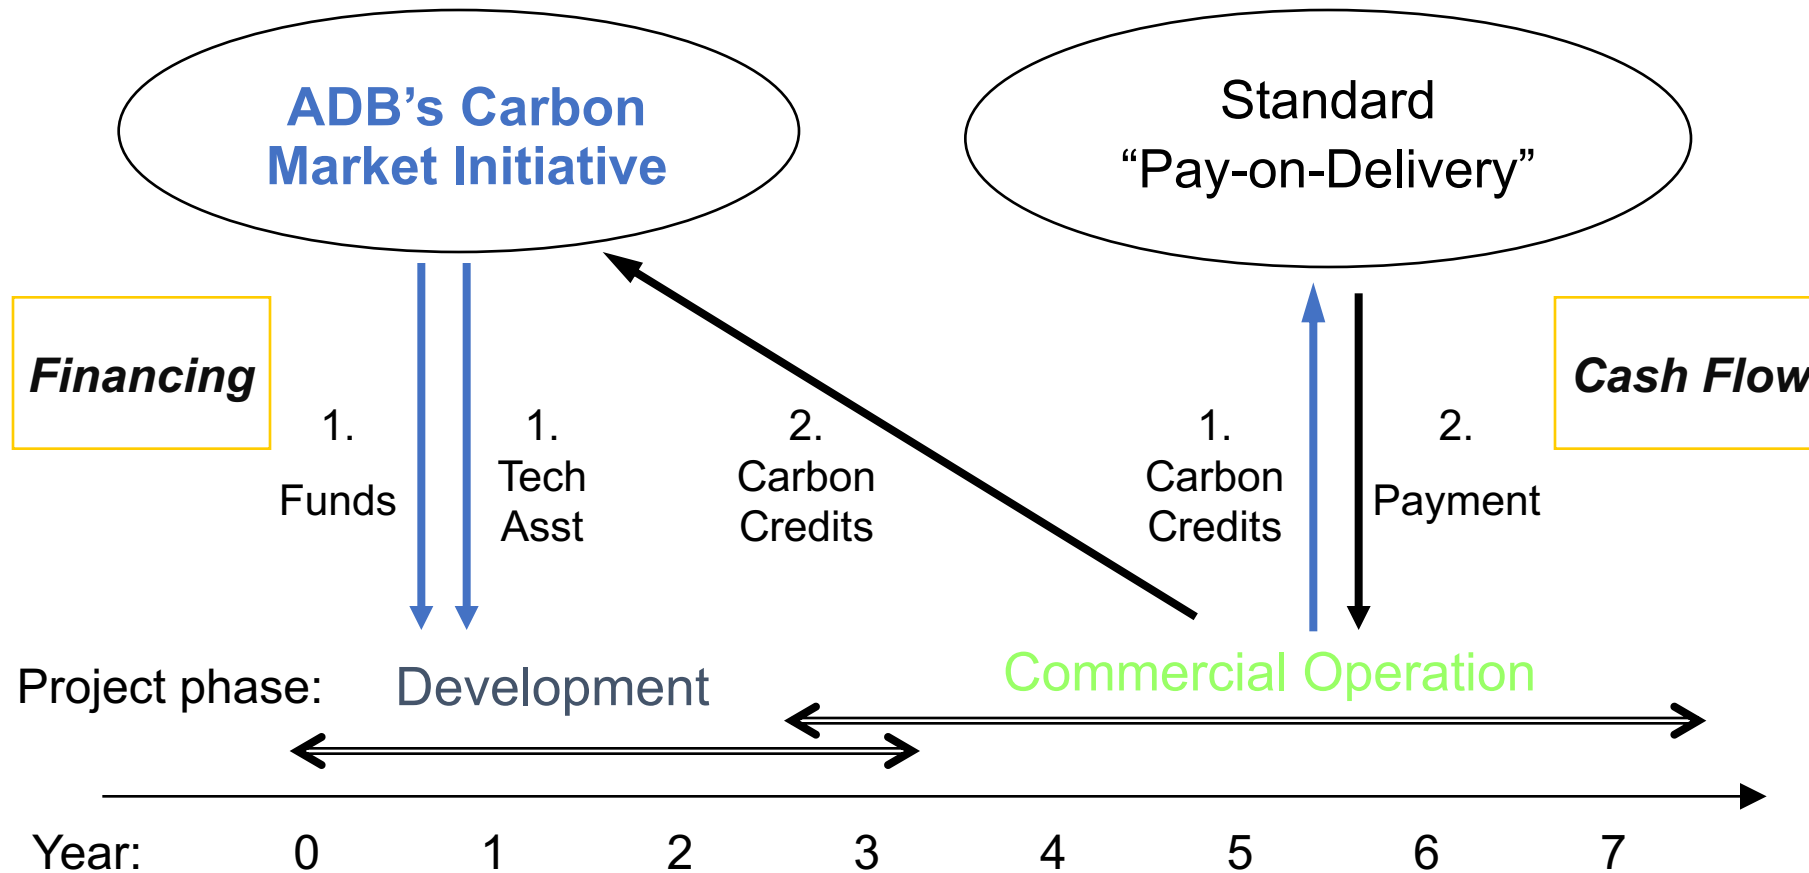 ADB’s Carbon
Market Initiative
Standard
“Pay-on-Delivery”
Financing
Cash Flow
1.
Funds
1.
Tech
Asst
2.
Carbon
Credits
1.
Carbon
Credits
2.
Payment
Project phase:
Development
Commercial Operation
Year: 0 1 2 3 4 5 6 7